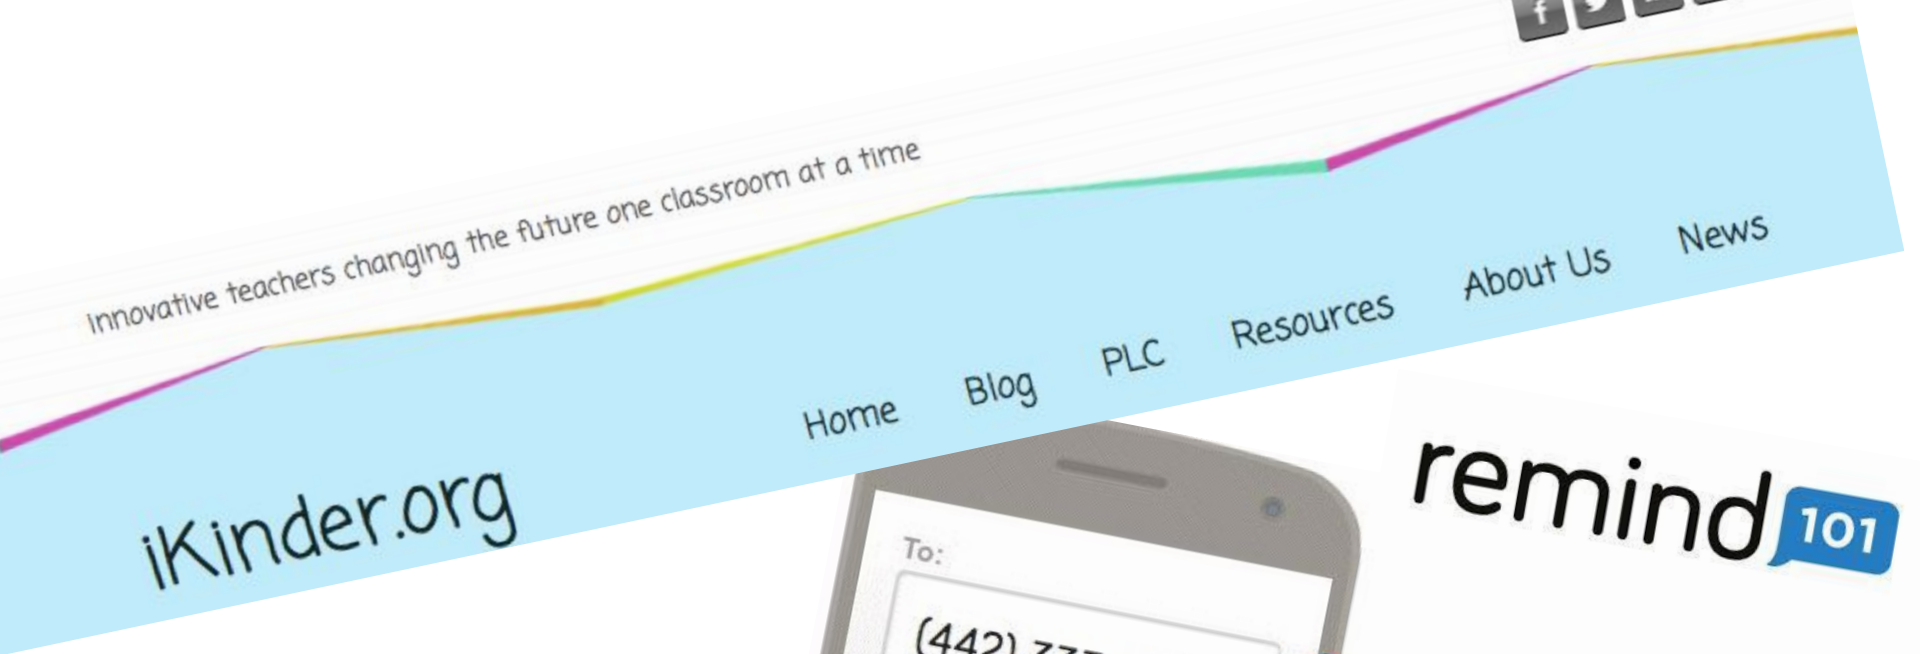 innovative teachers changing the future one classroom at a time
Home Blog PLC Resources About Us News
iKinder.org
remind 101
To:
(442)